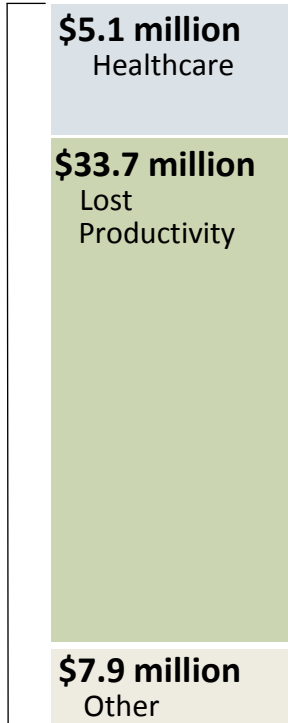 $5.1 million
Healthcare
$33.7 million
Lost
Productivity
$7.9 million
Other